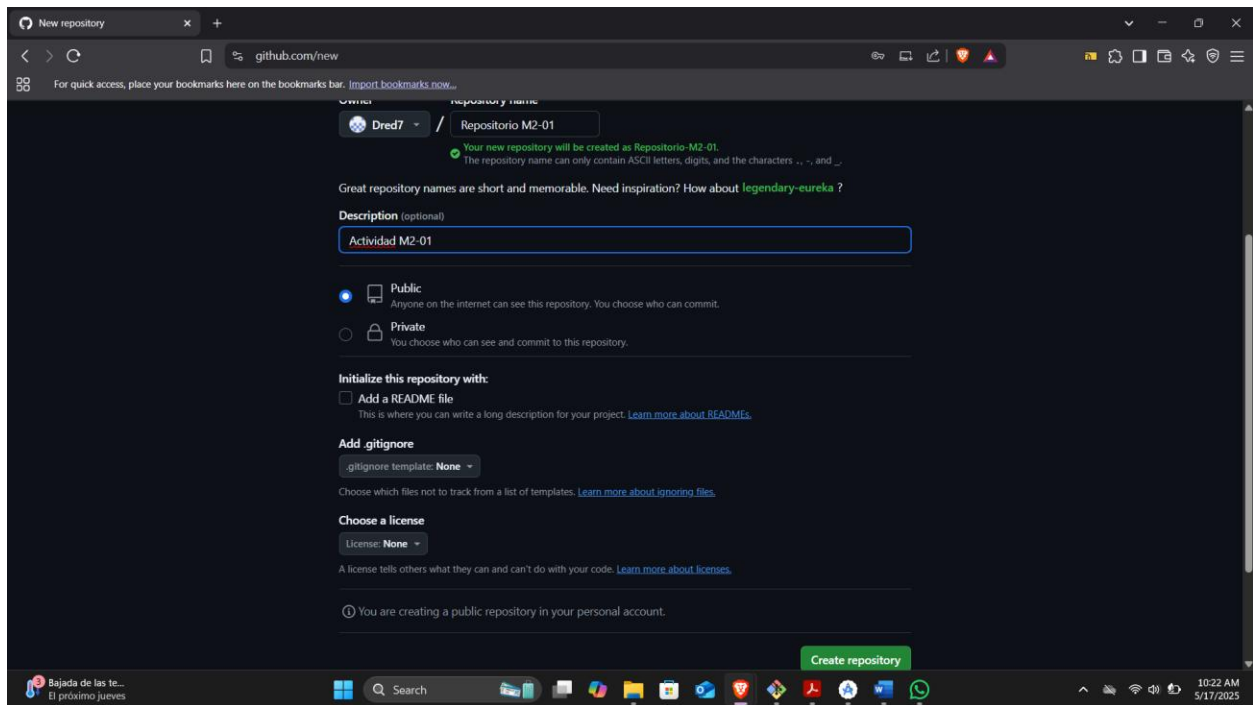 New repository
github.com/new
For quick access, place your bookmarks here on the bookmarks bar. Import bookmarks now...
Owner Repository name
Dred7 / Repositorio M2-01
Your new repository will be created as Repositorio-M2-01.
The repository name can only contain ASCII letters, digits, and the characters ., -, and _.
Great repository names are short and memorable. Need inspiration? How about legendary-eureka ?
Description (optional)
Actividad M2-01
Public
Anyone on the internet can see this repository. You choose who can commit.
Private
You choose who can see and commit to this repository.
Initialize this repository with:
Add a README file
This is where you can write a long description for your project. Learn more about READMEs.
Add .gitignore
.gitignore template: None
Choose which files not to track from a list of templates. Learn more about ignoring files.
Choose a license
License: None
A license tells others what they can and can't do with your code. Learn more about licenses.
You are creating a public repository in your personal account.
Create repository
3
Bajada de las te...
El próximo jueves
Search
10:22 AM
5/17/2025